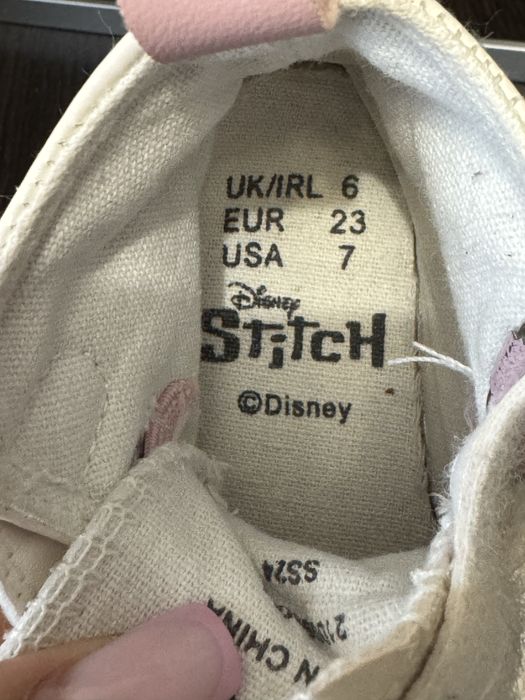 UK/IRL 6
EUR 23
USA 7
Disney
Stitch
©Disney
SS24
N CHINA